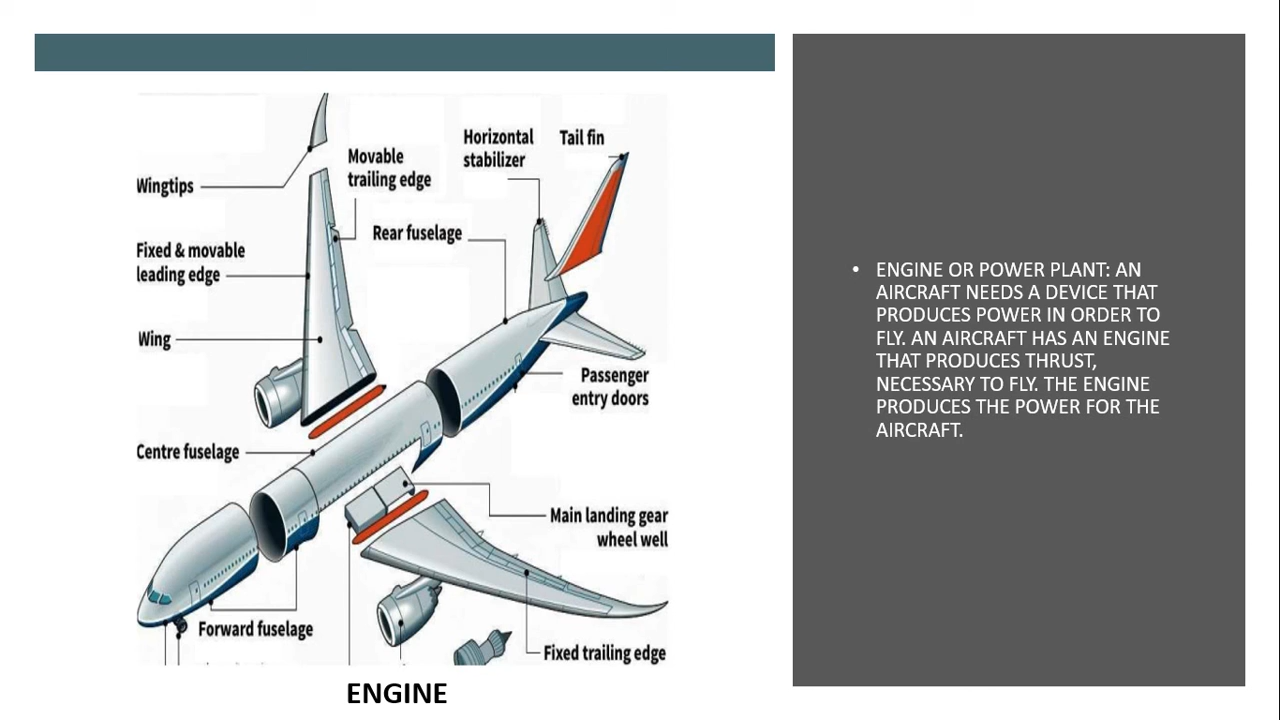 Horizontal
stabilizer
Tail fin
Movable
trailing edge
Wingtips
Rear fuselage
Fixed & movable
leading edge
Wing
Passenger
entry doors
Centre fuselage
Main landing gear
wheel well
Forward fuselage
Fixed trailing edge
ENGINE
• ENGINE OR POWER PLANT: AN
AIRCRAFT NEEDS A DEVICE THAT
PRODUCES POWER IN ORDER TO
FLY. AN AIRCRAFT HAS AN ENGINE
THAT PRODUCES THRUST,
NECESSARY TO FLY. THE ENGINE
PRODUCES THE POWER FOR THE
AIRCRAFT.